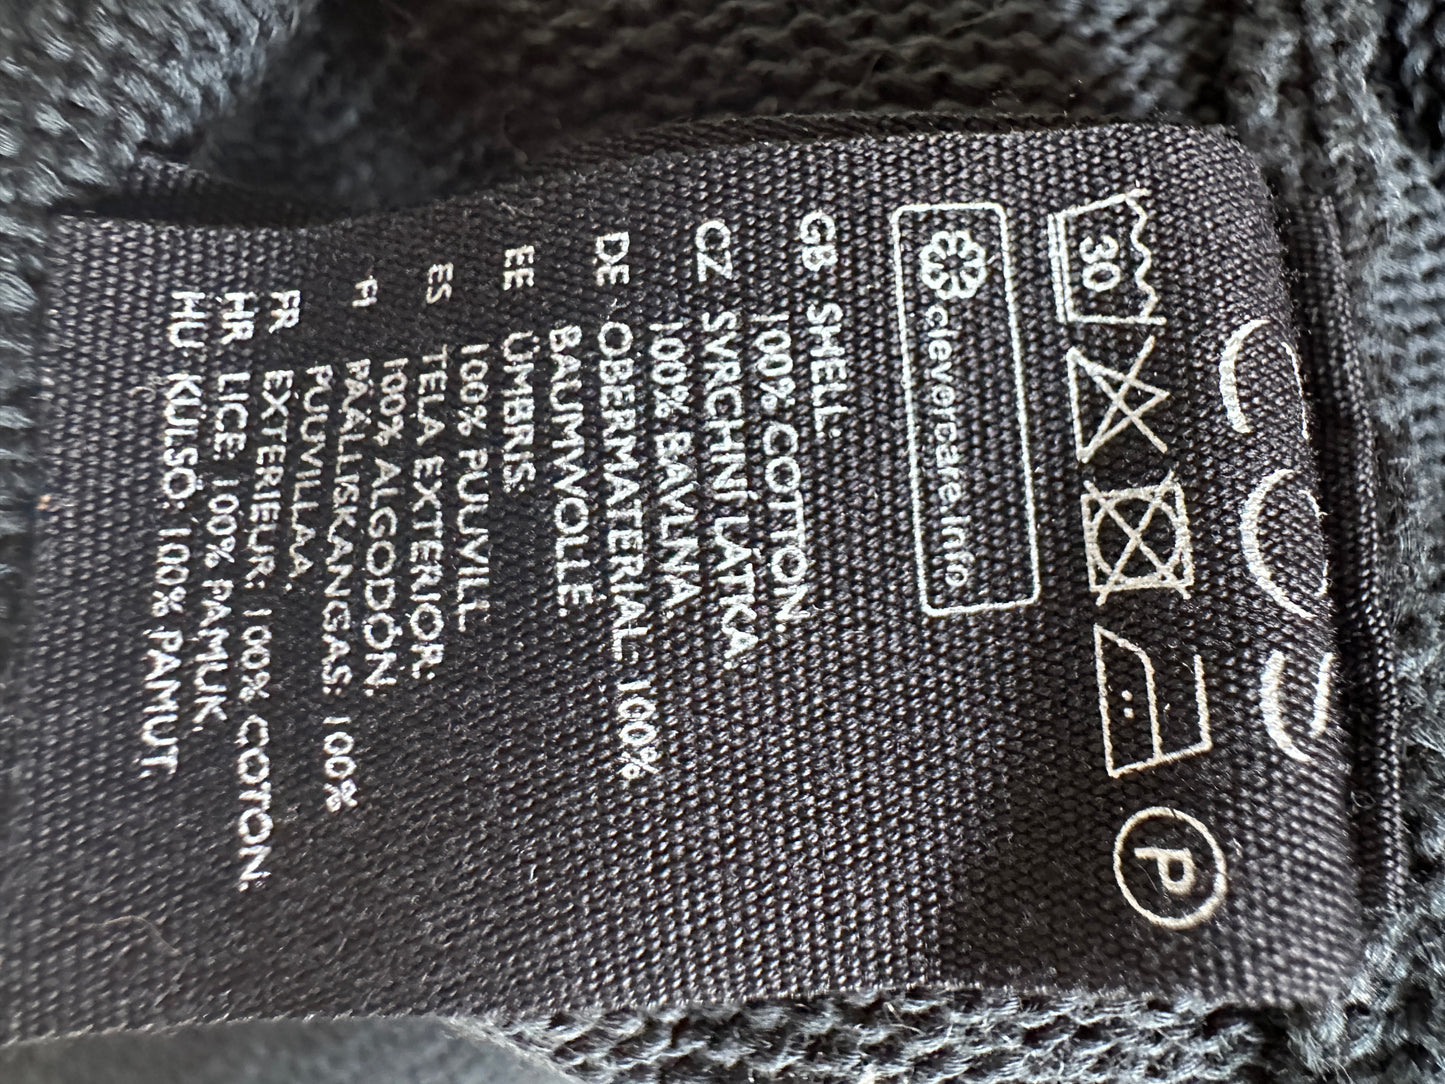 COS
30
P
clevercare.info
GB SHELL:
100% COTTON.
CZ SVRCHNÍ LÁTKA:
100% BAVLNA
DE OBERMATERIAL: 100%
BAUMWOLLE.
EE ÜMBRIS
100% PUUVILL
ES TELA EXTERIOR:
100% ALGODÓN.
FI PÄÄLLISKANGAS: 100%
PUUVILLAA.
FR EXTERIEUR: 100% COTON.
HR LICE: 100% PAMUK.
HU KÜLSŐ: 100% PAMUT.